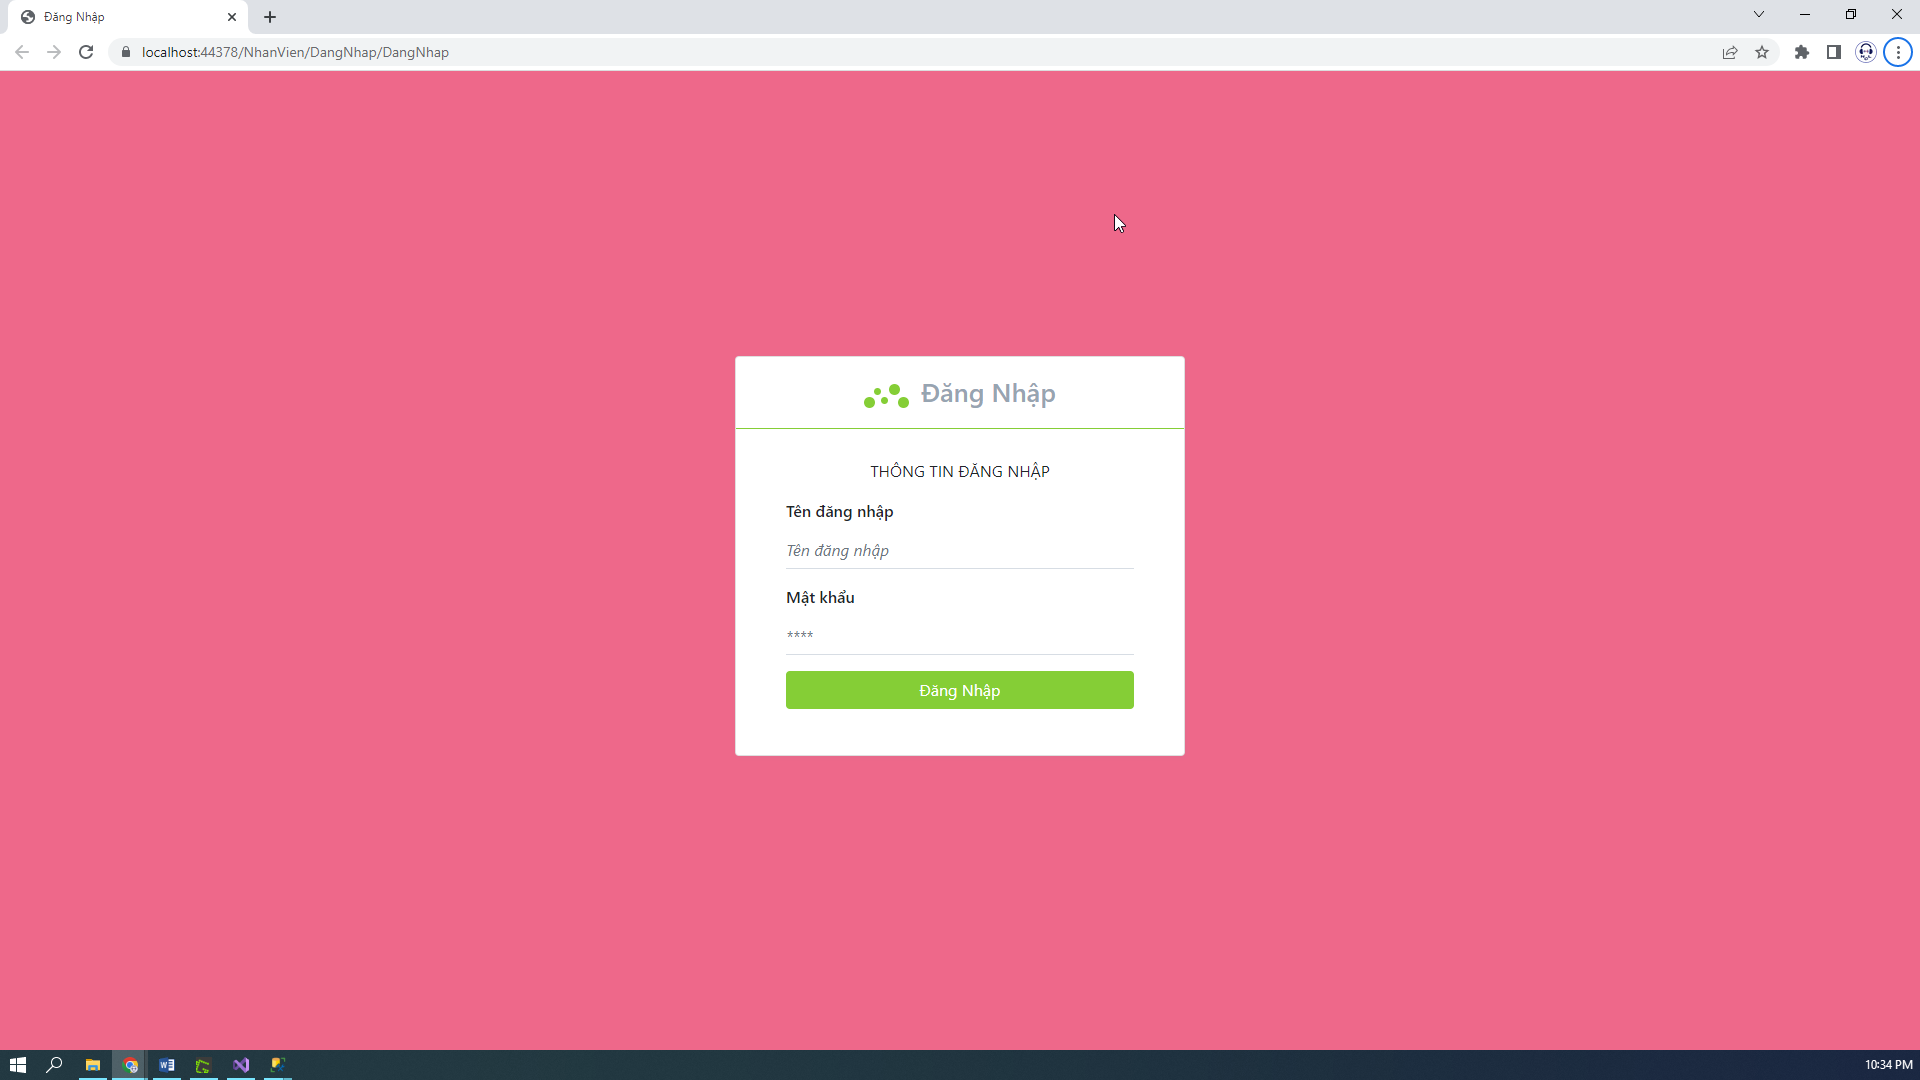 Đăng Nhập
localhost:44378/NhanVien/DangNhap/DangNhap
Đăng Nhập
THÔNG TIN ĐĂNG NHẬP
Tên đăng nhập
Tên đăng nhập
Mật khẩu
****
Đăng Nhập
10:34 PM